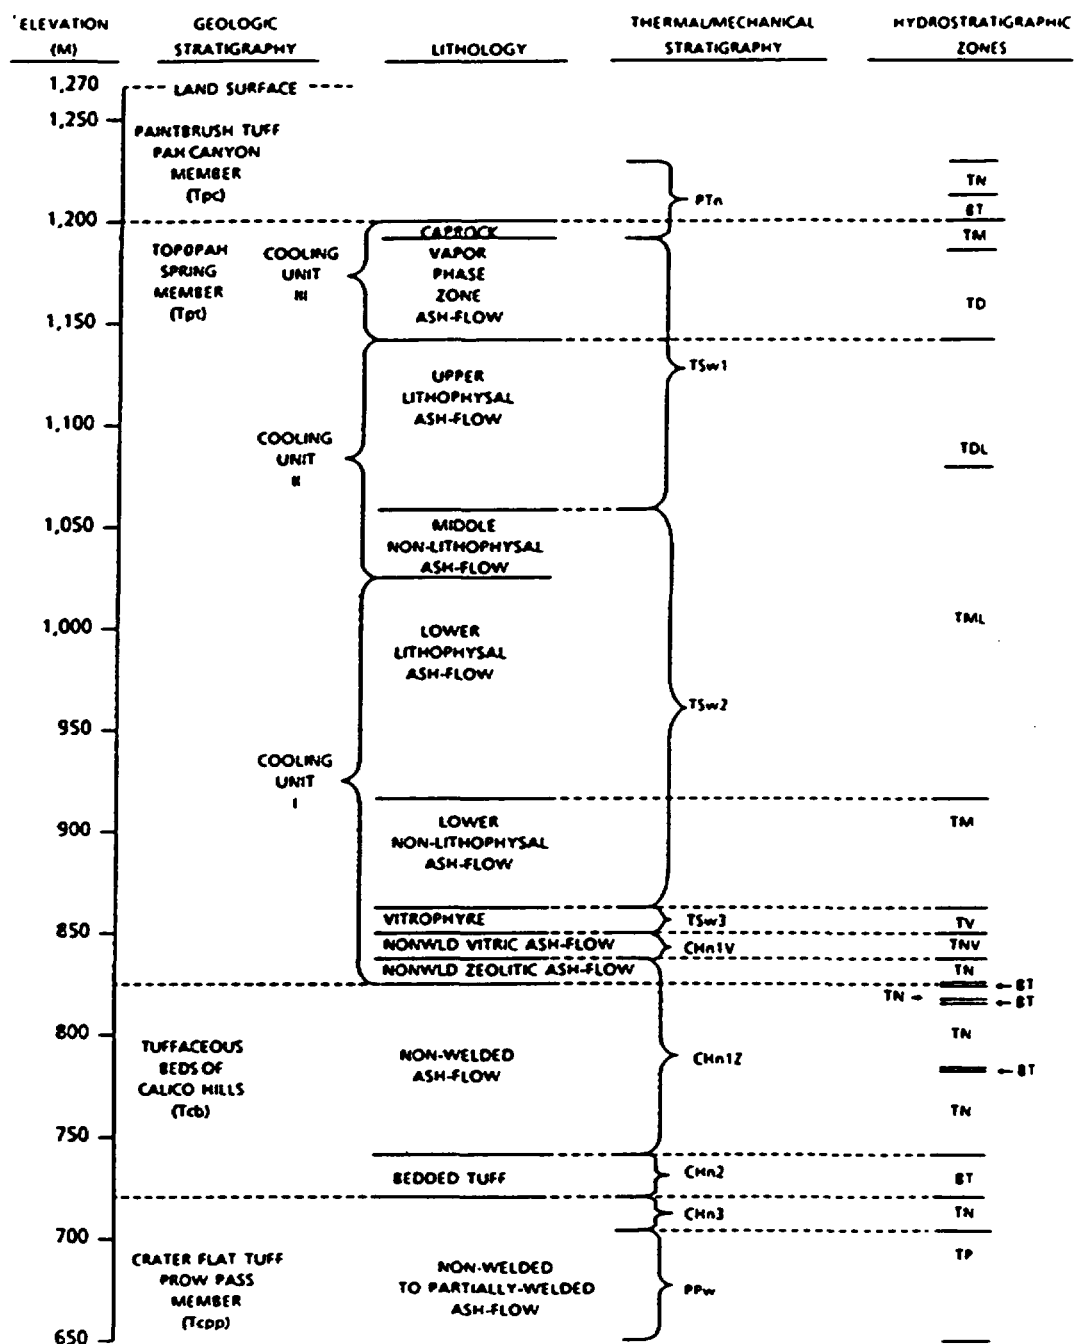 ELEVATION
(M)
GEOLOGIC
STRATIGRAPHY
LITHOLOGY
THERMAL/MECHANICAL
STRATIGRAPHY
HYDROSTRATIGRAPHIC
ZONES
1,270
LAND SURFACE
1,250
PAINTBRUSH TUFF
PAH CANYON
MEMBER
(Tpc)
PTn
TN
BT
1,200
TOPOPAH
SPRING
MEMBER
(Tpt)
COOLING
UNIT
III
CAPROCK
VAPOR
PHASE
ZONE
ASH-FLOW
TM
TD
1,150
TSw1
UPPER
LITHOPHYSAL
ASH-FLOW
1,100
COOLING
UNIT
II
TDL
1,050
MIDDLE
NON-LITHOPHYSAL
ASH-FLOW
1,000
LOWER
LITHOPHYSAL
ASH-FLOW
TML
950
TSw2
COOLING
UNIT
I
900
LOWER
NON-LITHOPHYSAL
ASH-FLOW
TM
VITROPHYRE
TSw3
TV
850
NONWLD VITRIC ASH-FLOW
CHn1V
TNV
NONWLD ZEOLITIC ASH-FLOW
TN
BT
TN
BT
800
TUFFACEOUS
BEDS OF
CALICO HILLS
(Tcb)
NON-WELDED
ASH-FLOW
CHn1Z
TN
BT
TN
750
BEDDED TUFF
CHn2
BT
CHn3
TN
700
CRATER FLAT TUFF
PROW PASS
MEMBER
(Tcpp)
NON-WELDED
TO PARTIALLY-WELDED
ASH-FLOW
PPw
TP
650